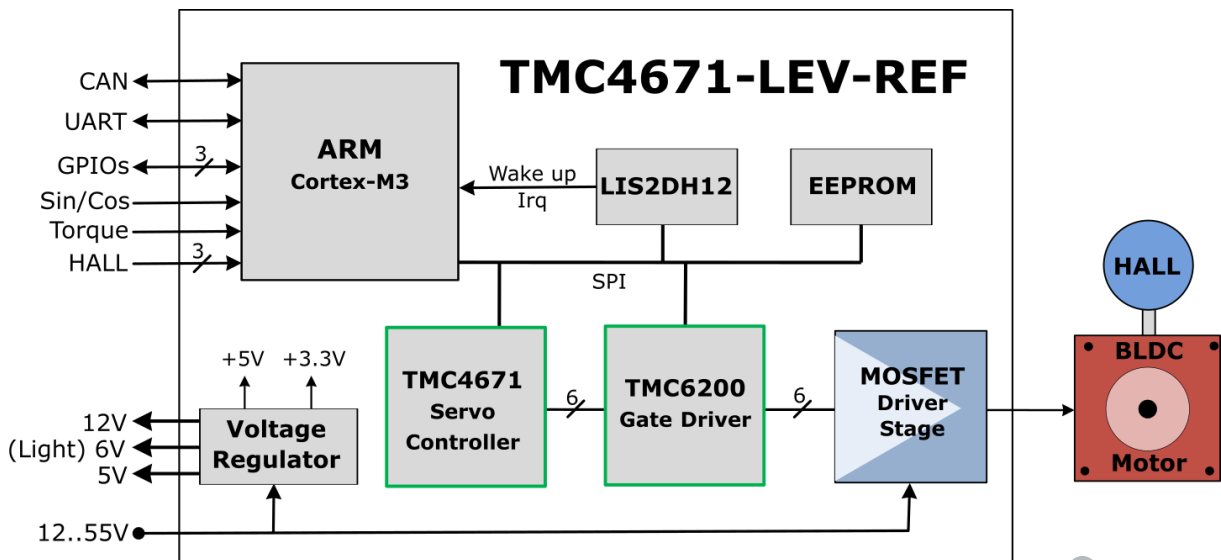 TMC4671-LEV-REF
CAN
UART
GPIOs
3
Sin/Cos
Torque
HALL
3
ARM
Cortex-M3
Wake up
Irq
LIS2DH12
EEPROM
SPI
HALL
BLDC
Motor
TMC4671
Servo
Controller
6
TMC6200
Gate Driver
6
MOSFET
Driver
Stage
+5V
+3.3V
12V
(Light) 6V
5V
Voltage
Regulator
12..55V